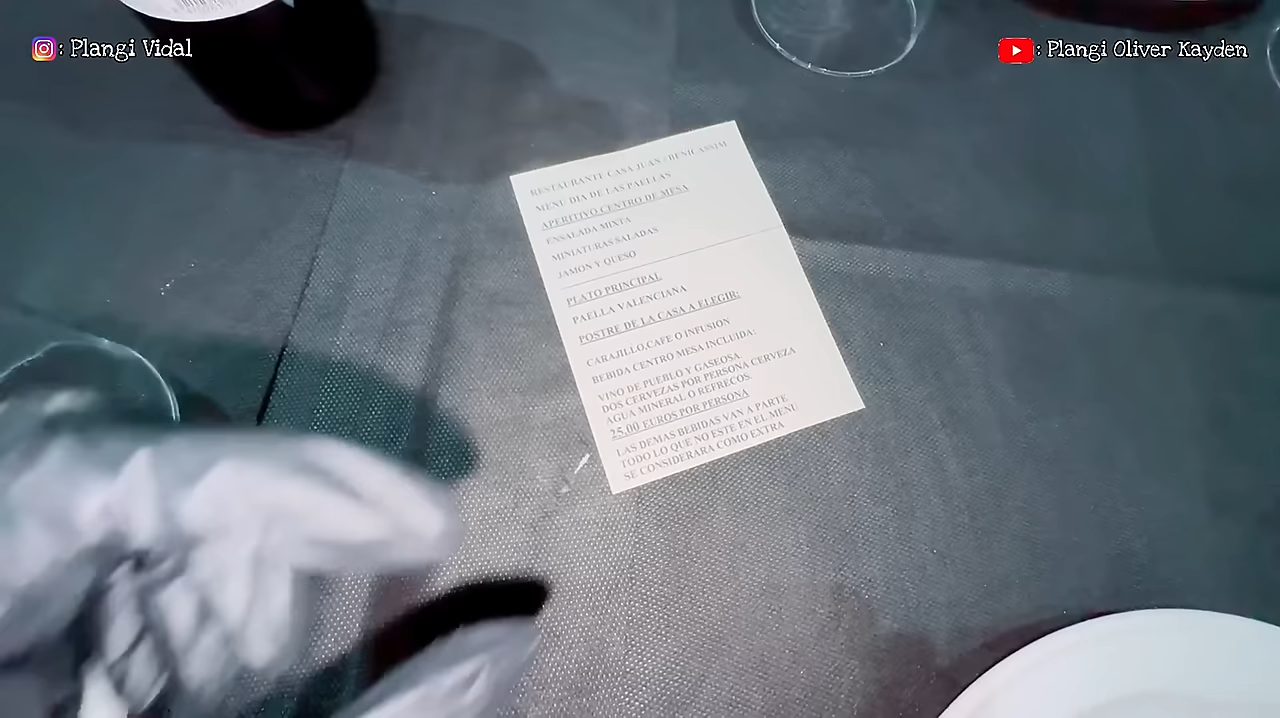 : Plangi Vidal
: Plangi Oliver Kayden
RESTAURANTE CASA JUAN / BENICASSIM
MENU DIA DE LAS PAELLAS
APERITIVO CENTRO DE MESA
ENSALADA MIXTA
MINIATURAS SALADAS
JAMON Y QUESO
PLATO PRINCIPAL
PAELLA VALENCIANA
POSTRE DE LA CASA A ELEGIR:
CARAJILLO.CAFE O INFUSION
BEBIDA CENTRO MESA INCLUIDA:
VINO DE PUEBLO Y GASEOSA
DOS CERVEZAS POR PERSONA CERVEZA
AGUA MINERAL O REFRECOS.
25,00 EUROS POR PERSONA
LAS DEMAS BEBIDAS VAN A PARTE
TODO LO QUE NO ESTE EN EL MENU
SE CONSIDERARA COMO EXTRA